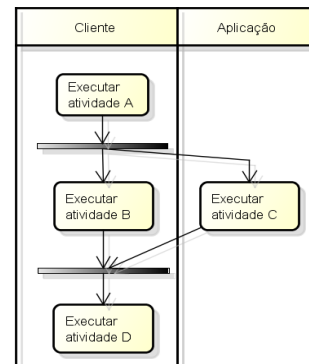 Cliente
Aplicação
Executar
atividade A
Executar
atividade B
Executar
atividade C
Executar
atividade D